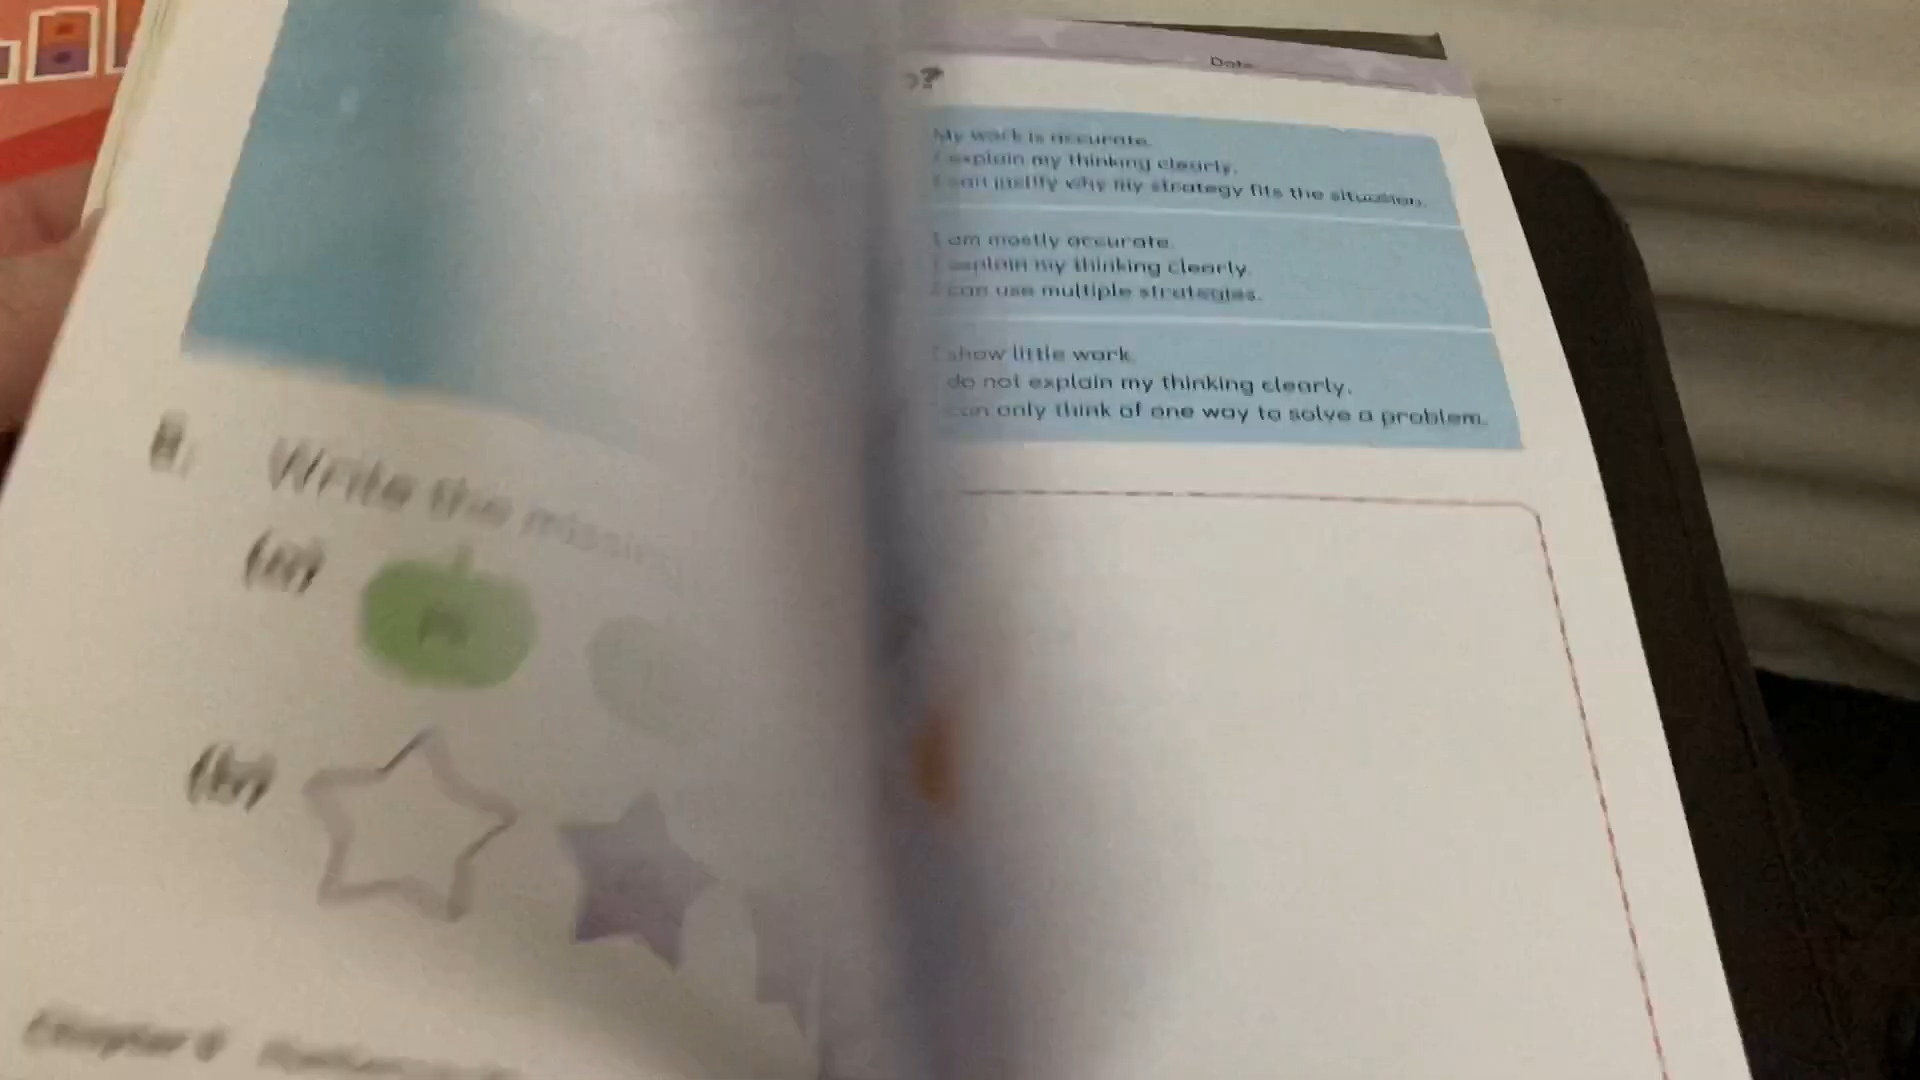 8. Write the
(a)
(b)
Chapter
Date
?
My work is accurate.
explain my thinking clearly.
can justify why my strategy fits the situation.
I am mostly accurate.
explain my thinking clearly.
can use multiple strategies.
I show little work.
do not explain my thinking clearly.
can only think of one way to solve a problem.